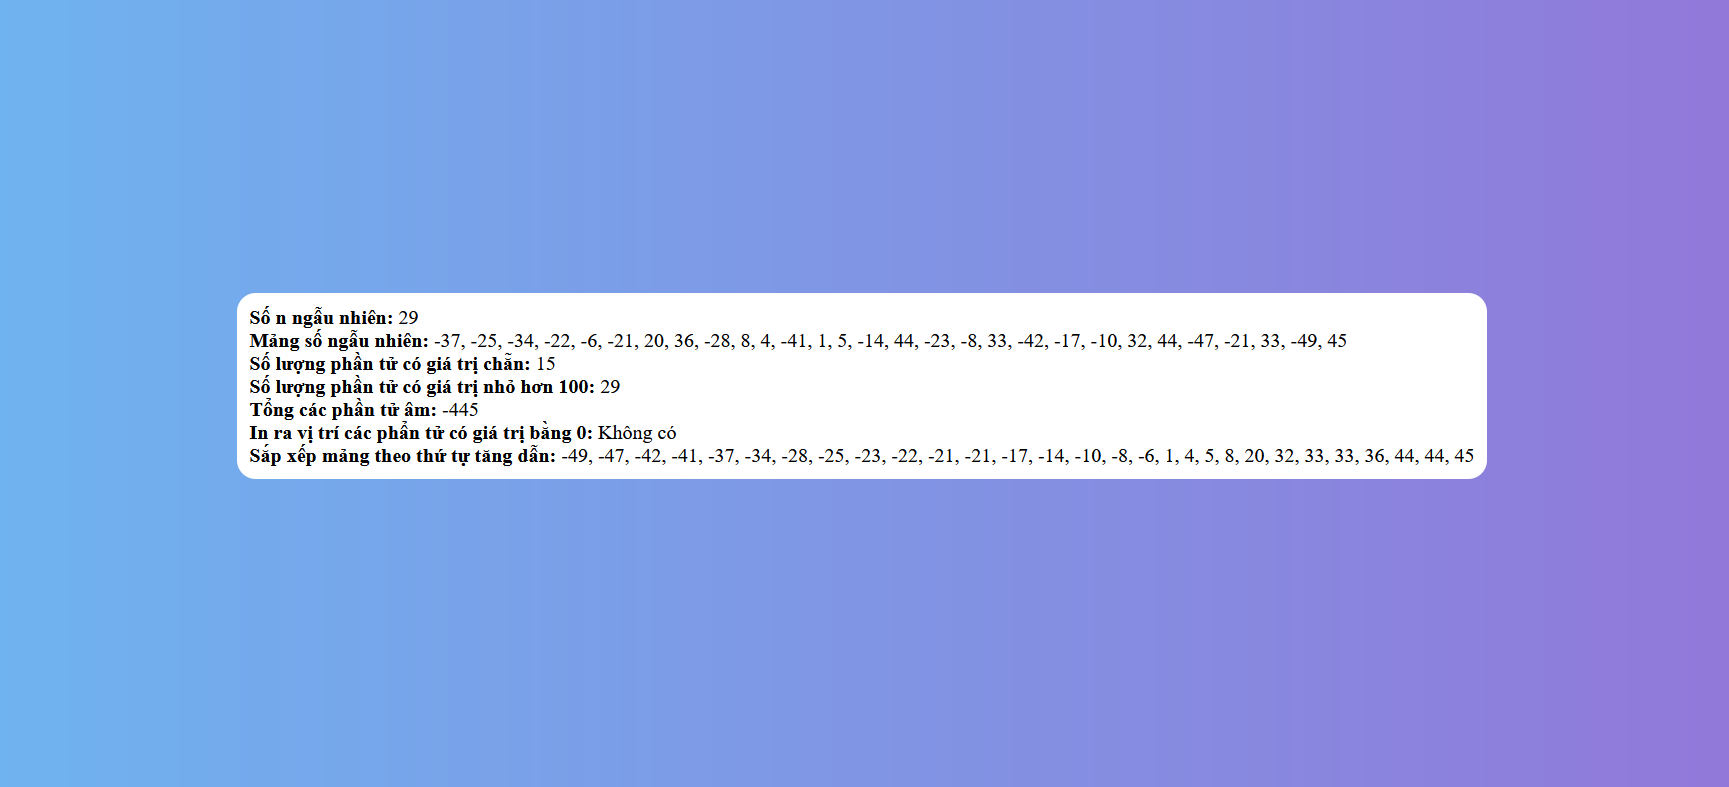 Số n ngẫu nhiên: 29
Mảng số ngẫu nhiên: -37, -25, -34, -22, -6, -21, 20, 36, -28, 8, 4, -41, 1, 5, -14, 44, -23, -8, 33, -42, -17, -10, 32, 44, -47, -21, 33, -49, 45
Số lượng phần tử có giá trị chẵn: 15
Số lượng phần tử có giá trị nhỏ hơn 100: 29
Tổng các phần tử âm: -445
In ra vị trí các phẩn tử có giá trị bằng 0: Không có
Sắp xếp mảng theo thứ tự tăng dẫn: -49, -47, -42, -41, -37, -34, -28, -25, -23, -22, -21, -21, -17, -14, -10, -8, -6, 1, 4, 5, 8, 20, 32, 33, 33, 36, 44, 44, 45